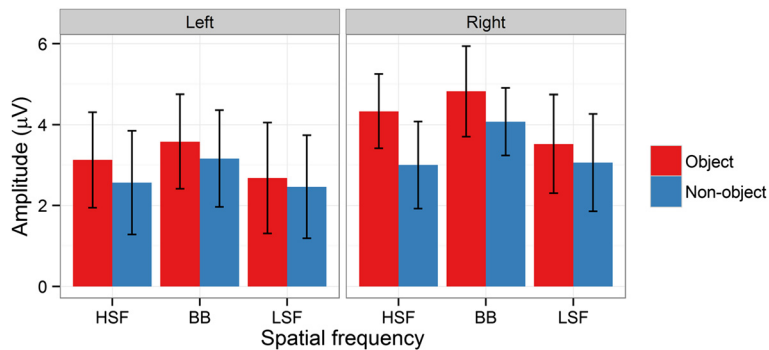 Left Right
6
4
2
0
Amplitude (μV)
HSF BB LSF HSF BB LSF
Spatial frequency
Object
Non-object